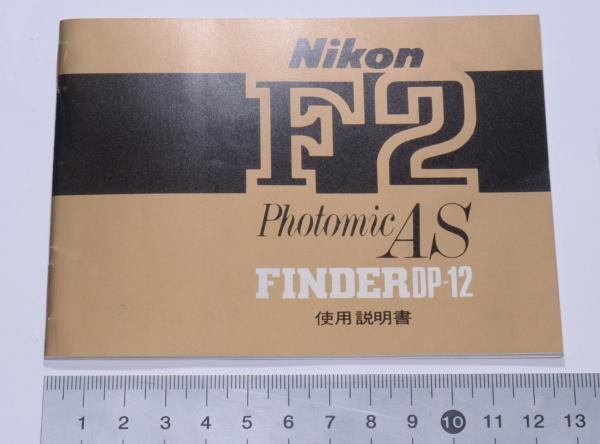 Nikon
F2
Photomic AS
FINDER DP-12
使用説明書
1 2 3 4 5 6 7 8 9 10 11 12 13